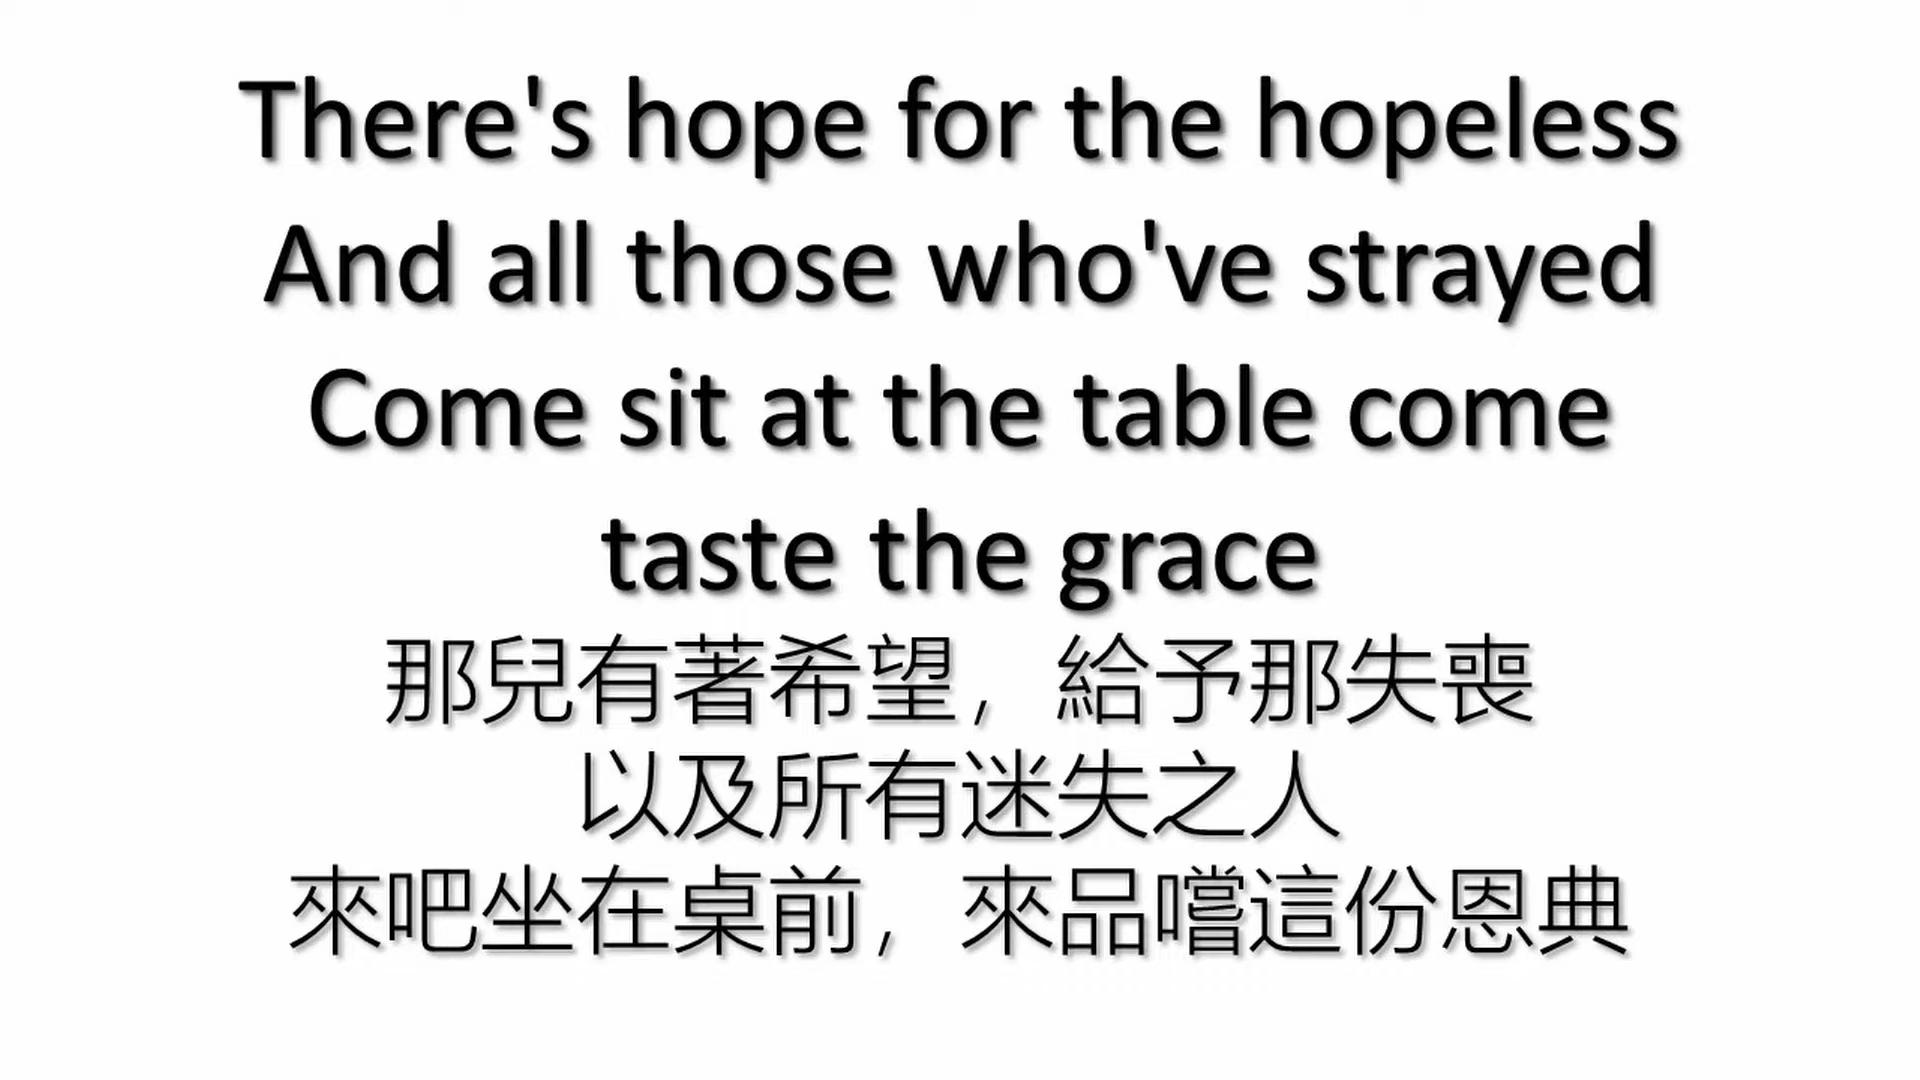 There's hope for the hopeless
And all those who've strayed
Come sit at the table come
taste the grace
那兒有著希望，給予那失喪
以及所有迷失之人
來吧坐在桌前，來品嚐這份恩典